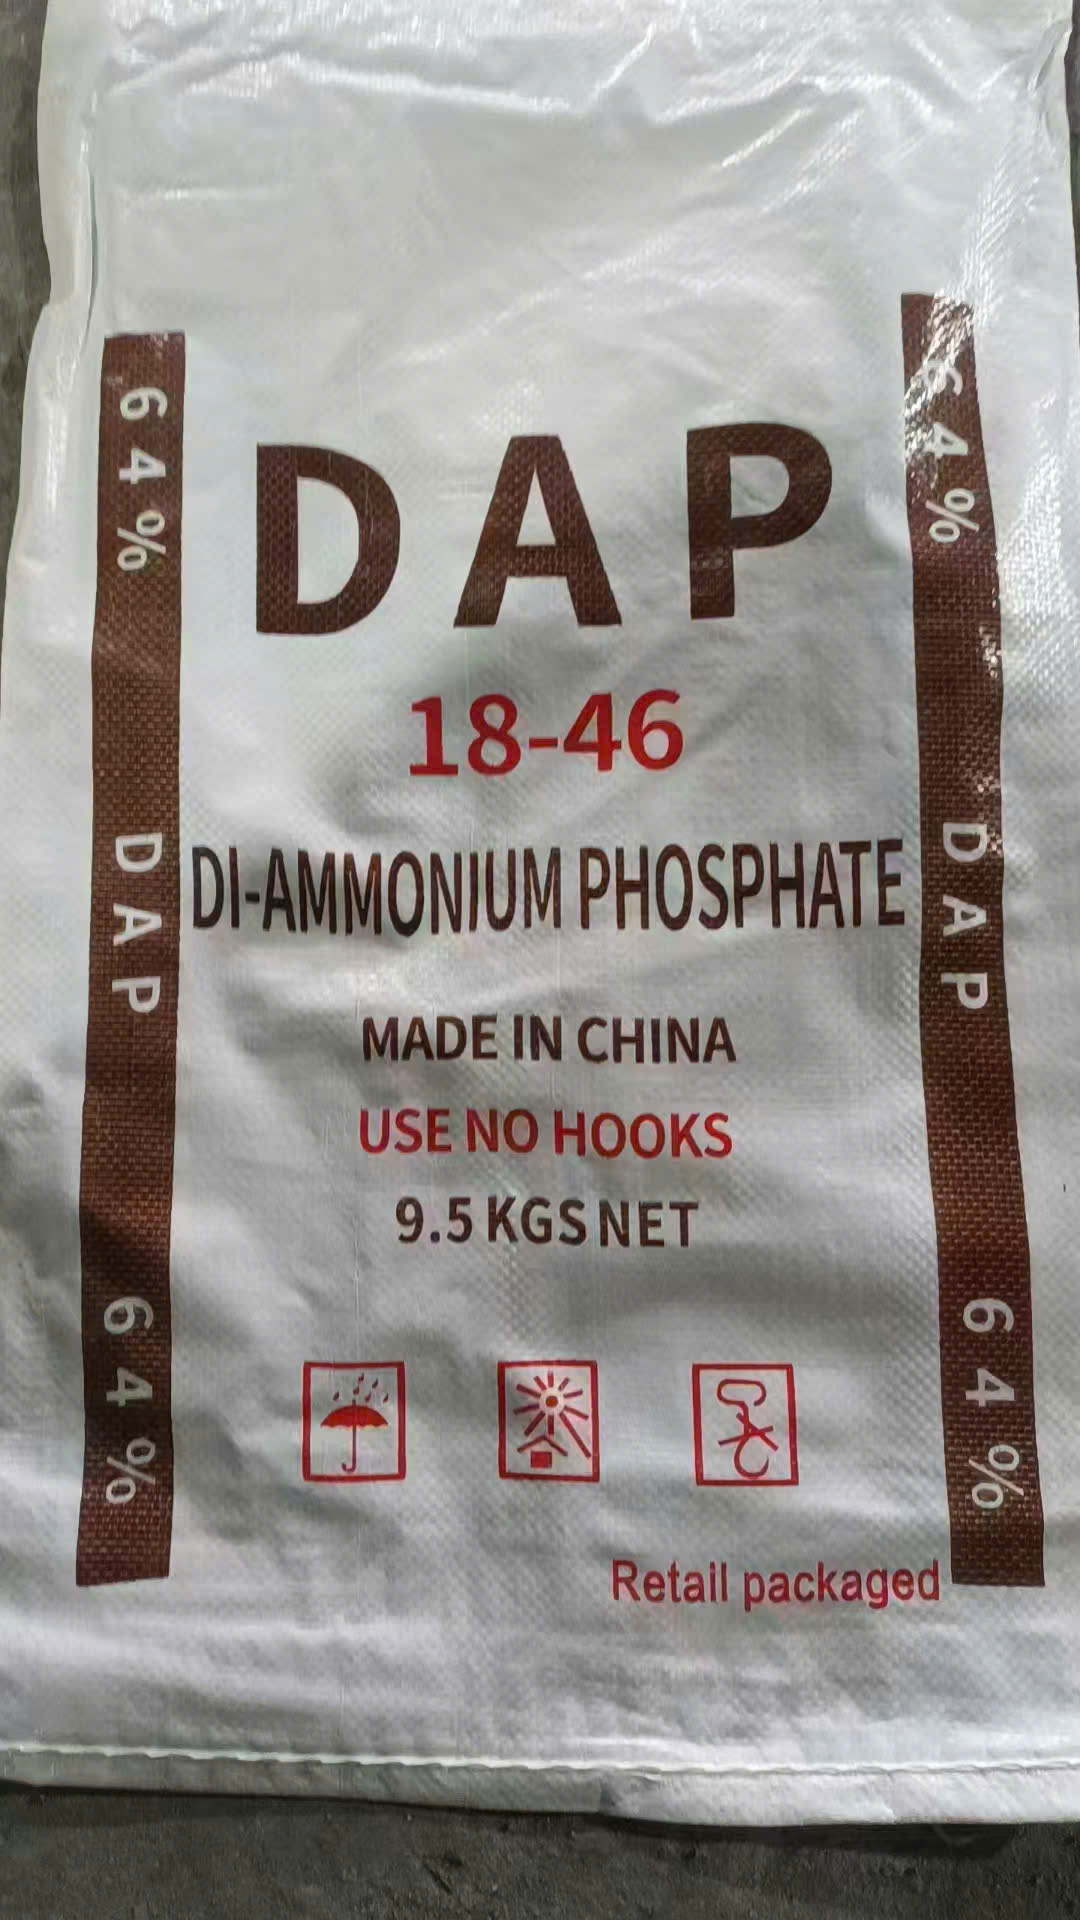 64%
DAP
64%
DAP
18-46
DI-AMMONIUM PHOSPHATE
MADE IN CHINA
USE NO HOOKS
9.5 KGS NET
Retail packaged
64%
DAP
64%